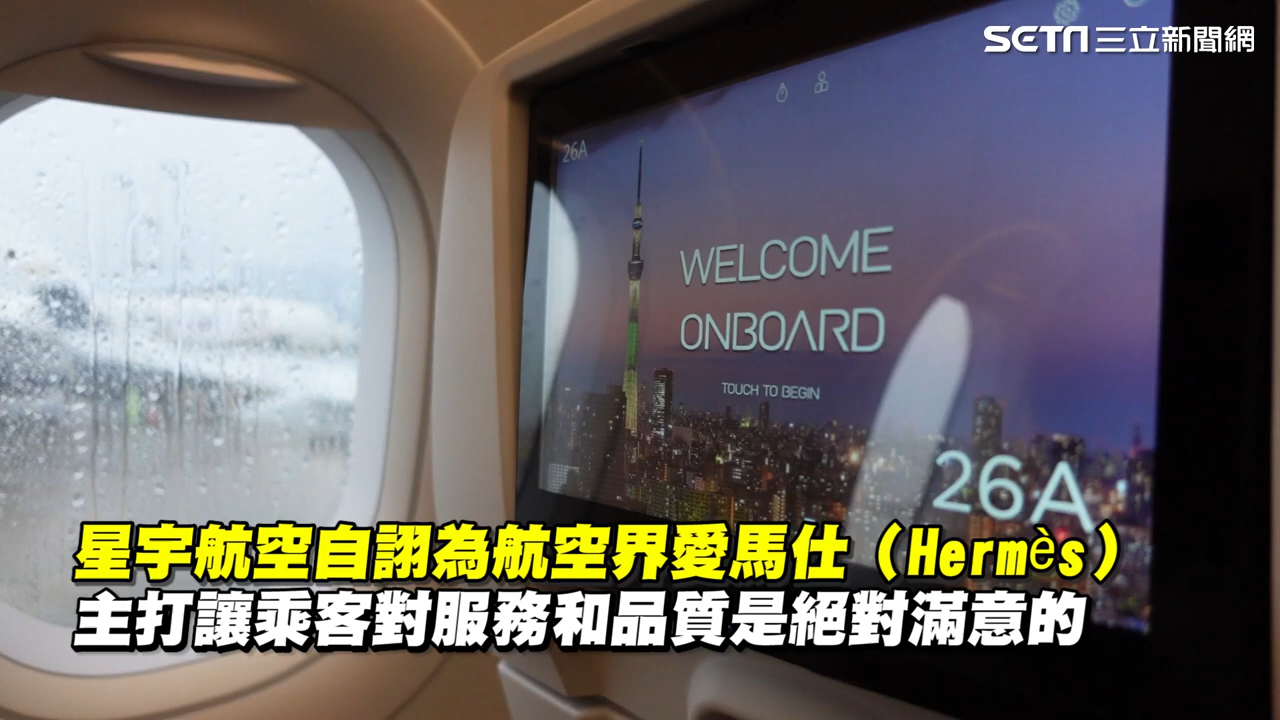 SETN三立新聞網
26A
WELCOME
ONBOARD
TOUCH TO BEGIN
26A
星宇航空自詡為航空界愛馬仕（Hermès）
主打讓乘客對服務和品質是絕對滿意的